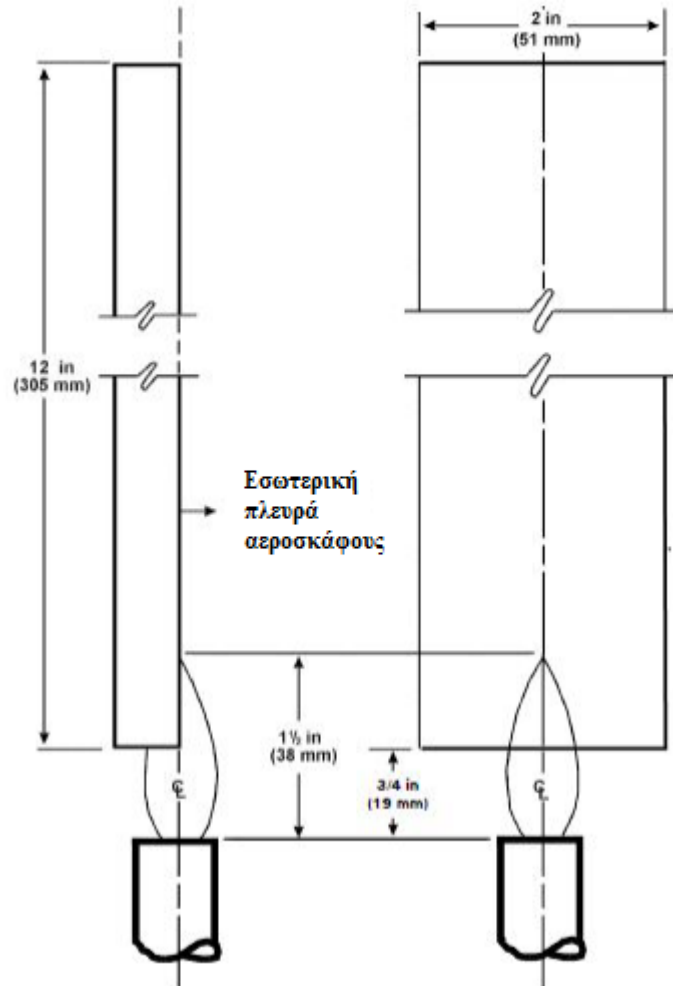 2 in
(51 mm)
12 in
(305 mm)
Εσωτερική
πλευρά
αεροσκάφους
1½ in
(38 mm)
3/4 in
(19 mm)
℄
℄